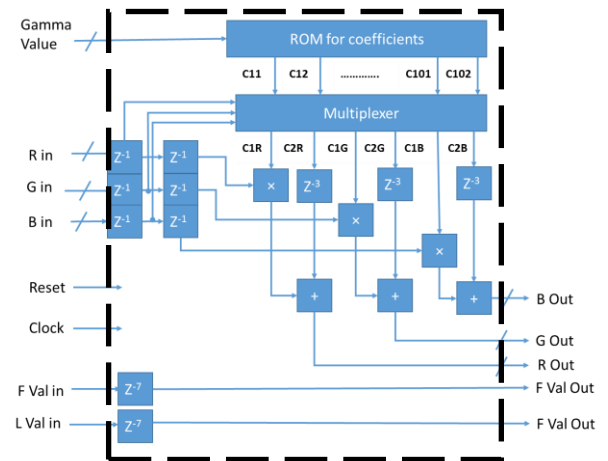 Gamma
Value
ROM for coefficients
C11 C12 ............. C101 C102
Multiplexer
C1R C2R C1G C2G C1B C2B
R in
Z-1 Z-1
× Z-3 Z-3 Z-3
G in
Z-1 Z-1
×
B in
Z-1 Z-1
×
Reset
+ + +
B Out
Clock
G Out
R Out
F Val in
Z-7
F Val Out
L Val in
Z-7
F Val Out